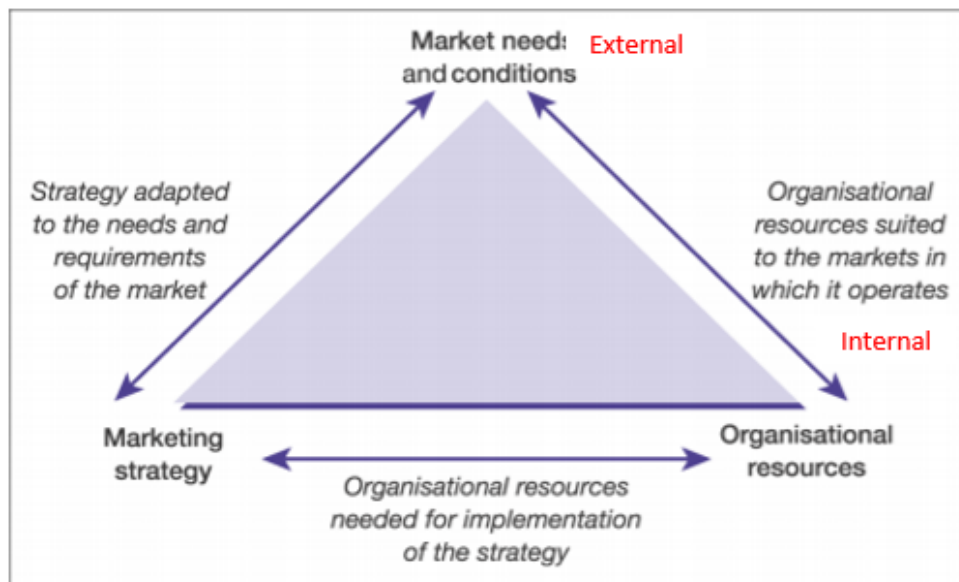 Market needs External
and conditions
Strategy adapted
to the needs and
requirements
of the market
Organisational
resources suited
to the markets in
which it operates
Internal
Marketing
strategy
Organisational
resources
Organisational resources
needed for implementation
of the strategy